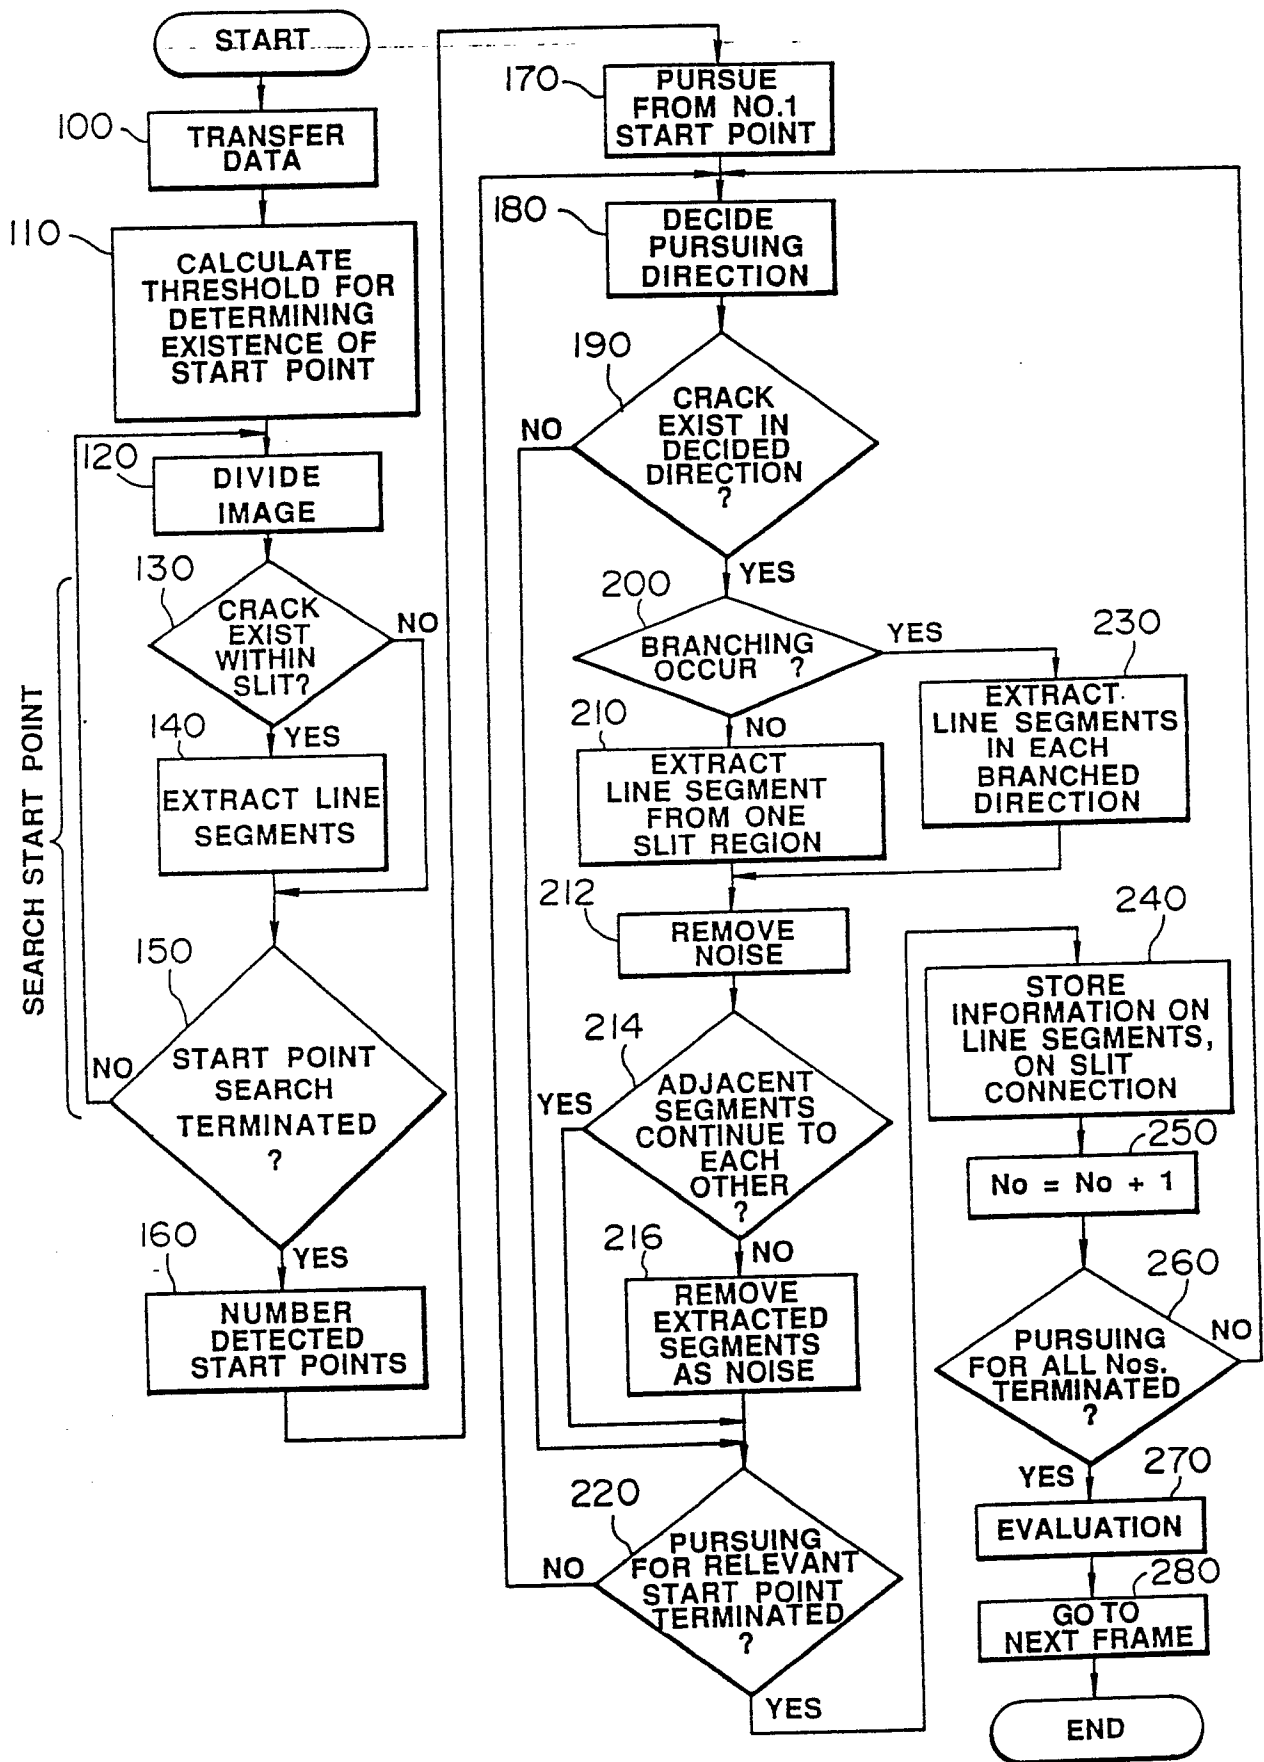 START
100
TRANSFER
DATA
110
CALCULATE
THRESHOLD FOR
DETERMINING
EXISTENCE OF
START POINT
120
DIVIDE
IMAGE
SEARCH START POINT
130
CRACK
EXIST
WITHIN
SLIT?
NO
YES
140
EXTRACT LINE
SEGMENTS
150
START POINT
SEARCH
TERMINATED
?
NO
YES
160
NUMBER
DETECTED
START POINTS
170
PURSUE
FROM NO.1
START POINT
180
DECIDE
PURSUING
DIRECTION
190
CRACK
EXIST IN
DECIDED
DIRECTION
?
NO
YES
200
BRANCHING
OCCUR ?
YES
NO
210
EXTRACT
LINE SEGMENT
FROM ONE
SLIT REGION
230
EXTRACT
LINE SEGMENTS
IN EACH
BRANCHED
DIRECTION
212
REMOVE
NOISE
214
ADJACENT
SEGMENTS
CONTINUE TO
EACH
OTHER
?
YES
NO
216
REMOVE
EXTRACTED
SEGMENTS
AS NOISE
220
PURSUING
FOR RELEVANT
START POINT
TERMINATED
?
NO
YES
240
STORE
INFORMATION ON
LINE SEGMENTS,
ON SLIT
CONNECTION
250
No = No + 1
260
PURSUING
FOR ALL Nos.
TERMINATED
?
NO
YES
270
EVALUATION
280
GO TO
NEXT FRAME
END